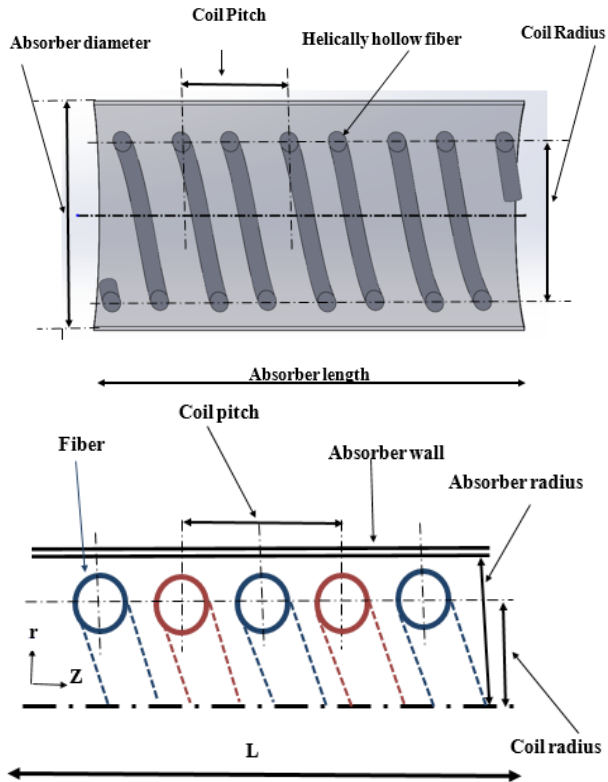 Coil Pitch
Absorber diameter
Helically hollow fiber
Coil Radius
Absorber length
Coil pitch
Fiber
Absorber wall
Absorber radius
r
Z
L
Coil radius